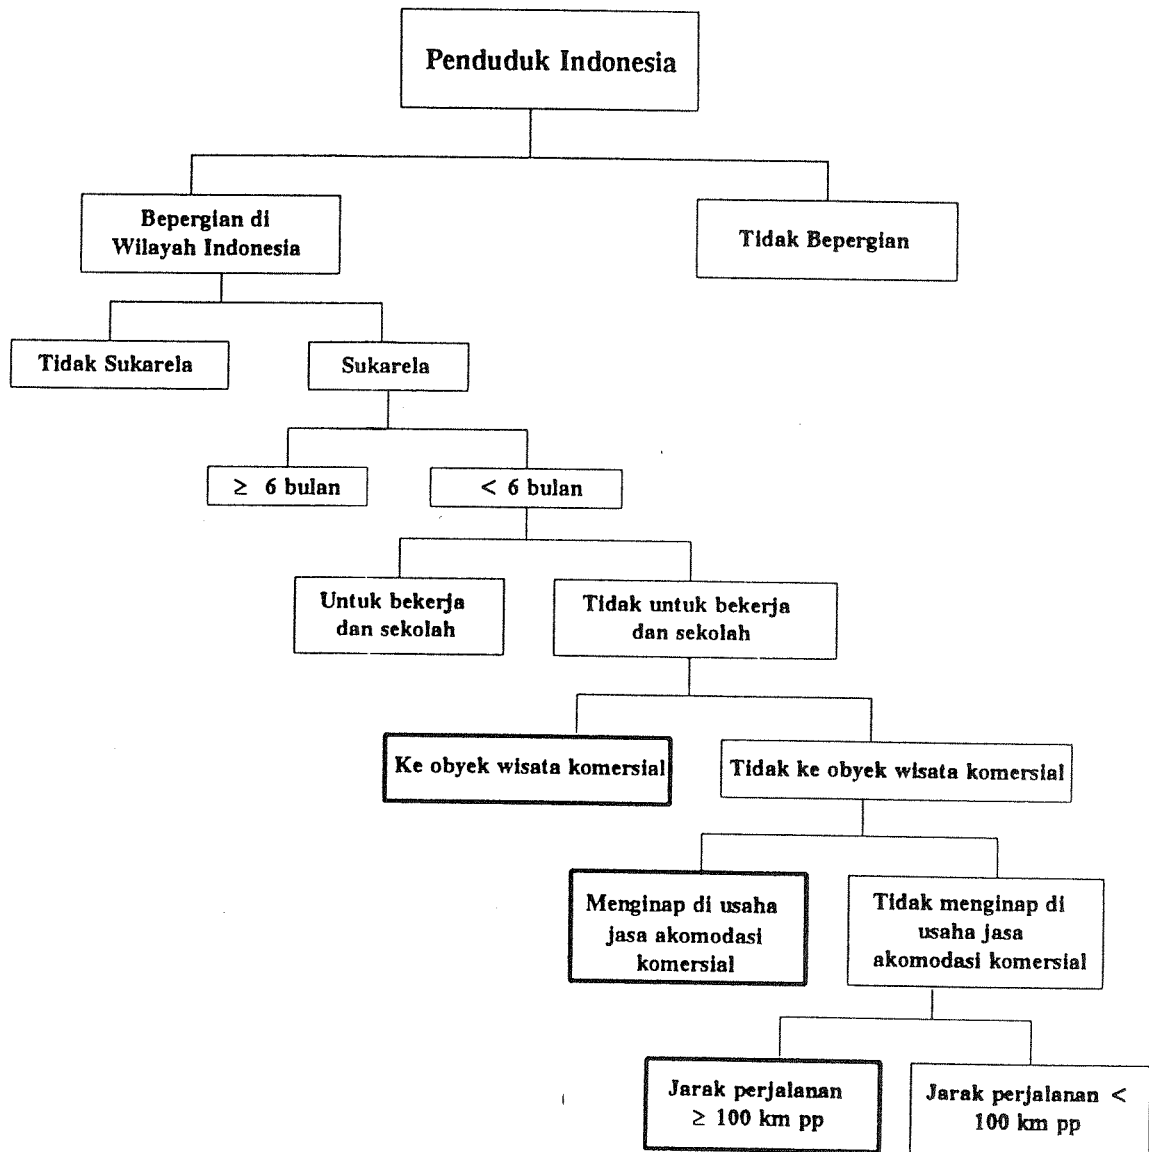 Penduduk Indonesia
Bepergian di
Wilayah Indonesia
Tidak Bepergian
Tidak Sukarela
Sukarela
≥ 6 bulan
< 6 bulan
Untuk bekerja
dan sekolah
Tidak untuk bekerja
dan sekolah
Ke obyek wisata komersial
Tidak ke obyek wisata komersial
Menginap di usaha
jasa akomodasi
komersial
Tidak menginap di
usaha jasa
akomodasi komersial
Jarak perjalanan
≥ 100 km pp
Jarak perjalanan <
100 km pp